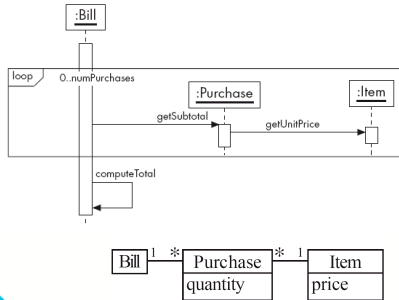 :Bill
loop 0..numPurchases
:Purchase :Item
getSubtotal
getUnitPrice
computeTotal
Bill 1 * Purchase * 1 Item
quantity price